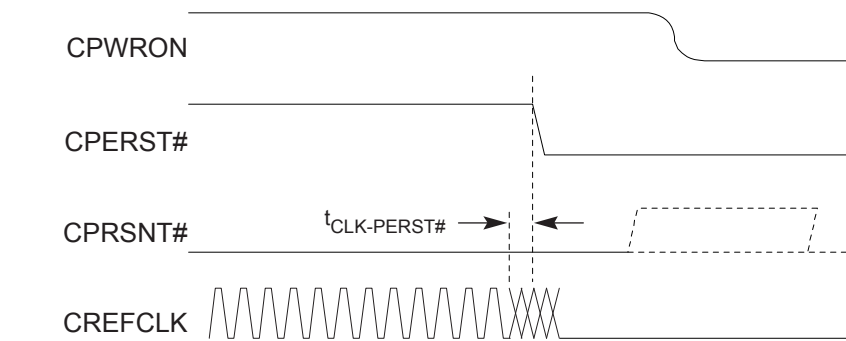 CPWRON
CPERST#
CPRSNT#
tCLK-PERST#
CREFCLK